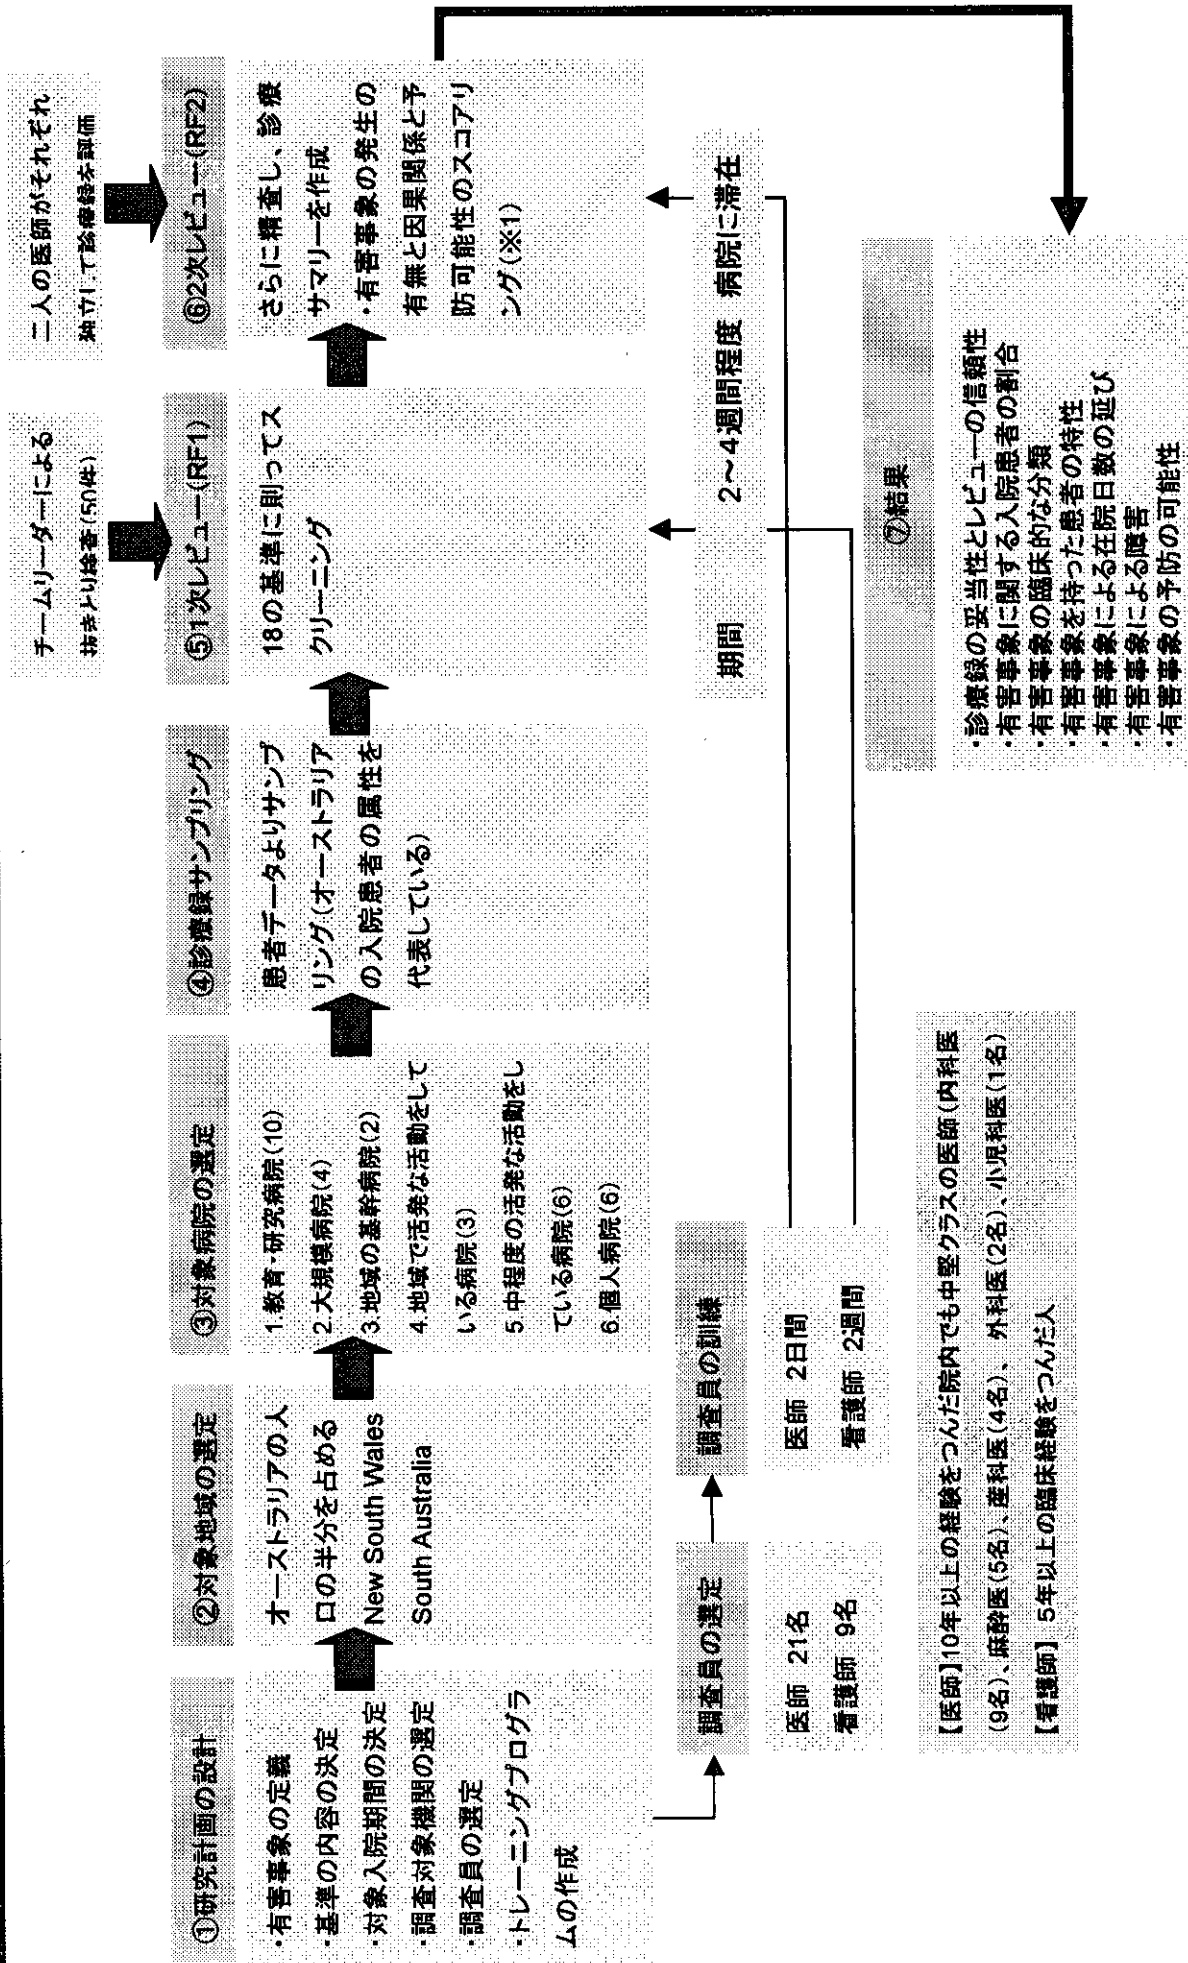 ①研究計画の設計
・有害事象の定義
・基準の内容の決定
・対象入院期間の決定
・調査対象機関の選定
・調査員の選定
・トレーニングプログラ
ムの作成
②対象地域の選定
オーストラリアの人
口の半分を占める
New South Wales
South Australia
③対象病院の選定
1.教育・研究病院(10)
2.大規模病院(4)
3.地域の基幹病院(2)
4.地域で活発な活動をして
いる病院(3)
5.中程度の活発な活動をし
ている病院(6)
6.個人病院(6)
④診療録サンプリング
患者データよりサンプ
リング(オーストラリア
の入院患者の属性を
代表している)
チームリーダーによる
抜きとり検査(50件)
⑤1次レビュー(RF1)
18の基準に則ってス
クリーニング
二人の医師がそれぞれ
独立して診療録を評価
⑥2次レビュー(RF2)
さらに精査し、診療
サマリーを作成
・有害事象の発生の
有無と因果関係と予
防可能性のスコアリ
ング(※1)
調査員の選定
医師 21名
看護師 9名
調査員の訓練
医師 2日間
看護師 2週間
期間 2～4週間程度 病院に滞在
【医師】10年以上の経験をつんだ院内でも中堅クラスの医師(内科医
(9名)、麻酔医(5名)、産科医(4名)、外科医(2名)、小児科医(1名)
【看護師】5年以上の臨床経験をつんだ人
⑦結果
・診療録の妥当性とレビューの信頼性
・有害事象に関する入院患者の割合
・有害事象の臨床的な分類
・有害事象を持った患者の特性
・有害事象による在院日数の延び
・有害事象による障害
・有害事象の予防の可能性